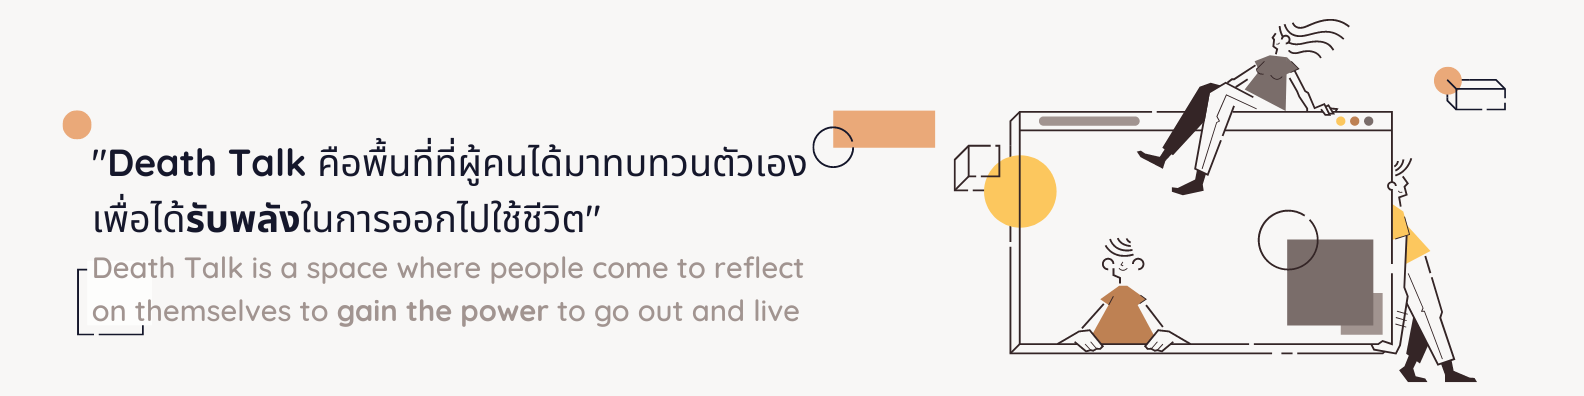 "Death Talk คือพื้นที่ที่ผู้คนได้มาทบทวนตัวเอง
เพื่อได้รับพลังในการออกไปใช้ชีวิต"
Death Talk is a space where people come to reflect
on themselves to gain the power to go out and live